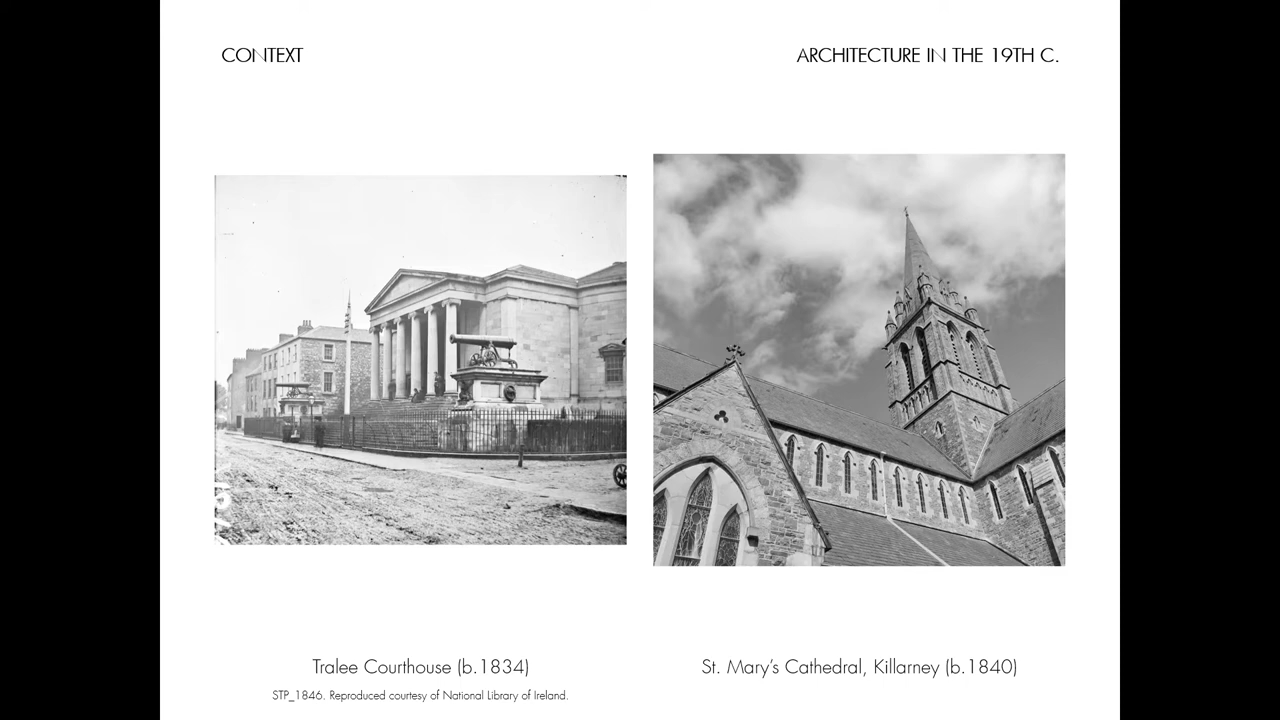 CONTEXT
ARCHITECTURE IN THE 19TH C.
Tralee Courthouse (b.1834)
STP_1846. Reproduced courtesy of National Library of Ireland.
St. Mary's Cathedral, Killarney (b.1840)